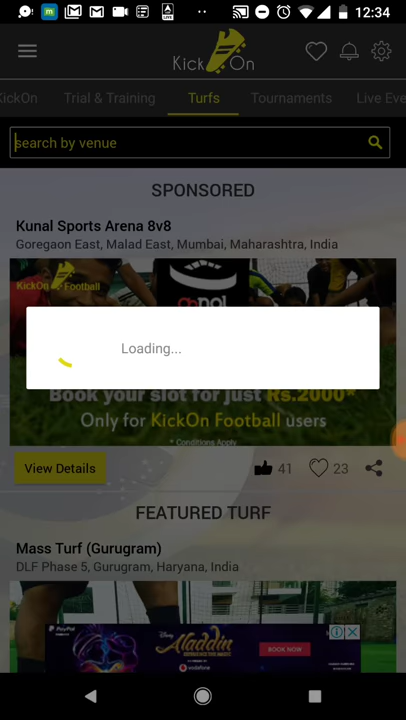 12:34
Kick On
KickOn
Trial & Training
Turfs
Tournaments
Live Eve
search by venue
SPONSORED
Kunal Sports Arena 8v8
Goregaon East, Malad East, Mumbai, Maharashtra, India
KickOn Football
Loading...
Book your slot for just Rs.2000*
Only for KickOn Football users
* Conditions Apply
View Details
41
23
FEATURED TURF
Mass Turf (Gurugram)
DLF Phase 5, Gurugram, Haryana, India
PayPal
Disney
Aladdin
BOOK NOW
vodafone